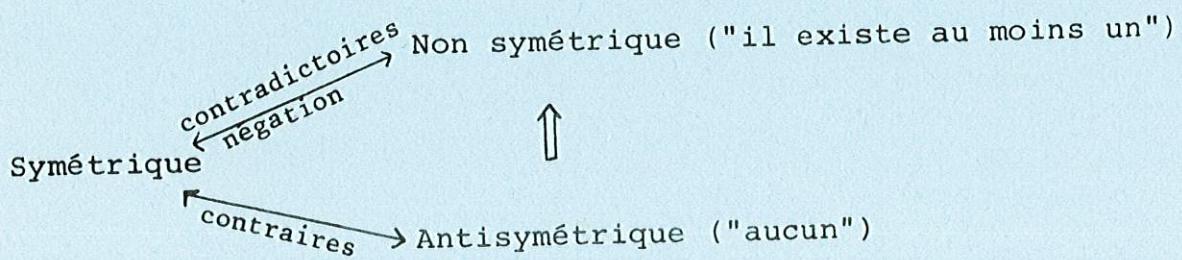 contradictoires
Non symétrique ("il existe au moins un")
négation
Symétrique
contraires
Antisymétrique ("aucun")